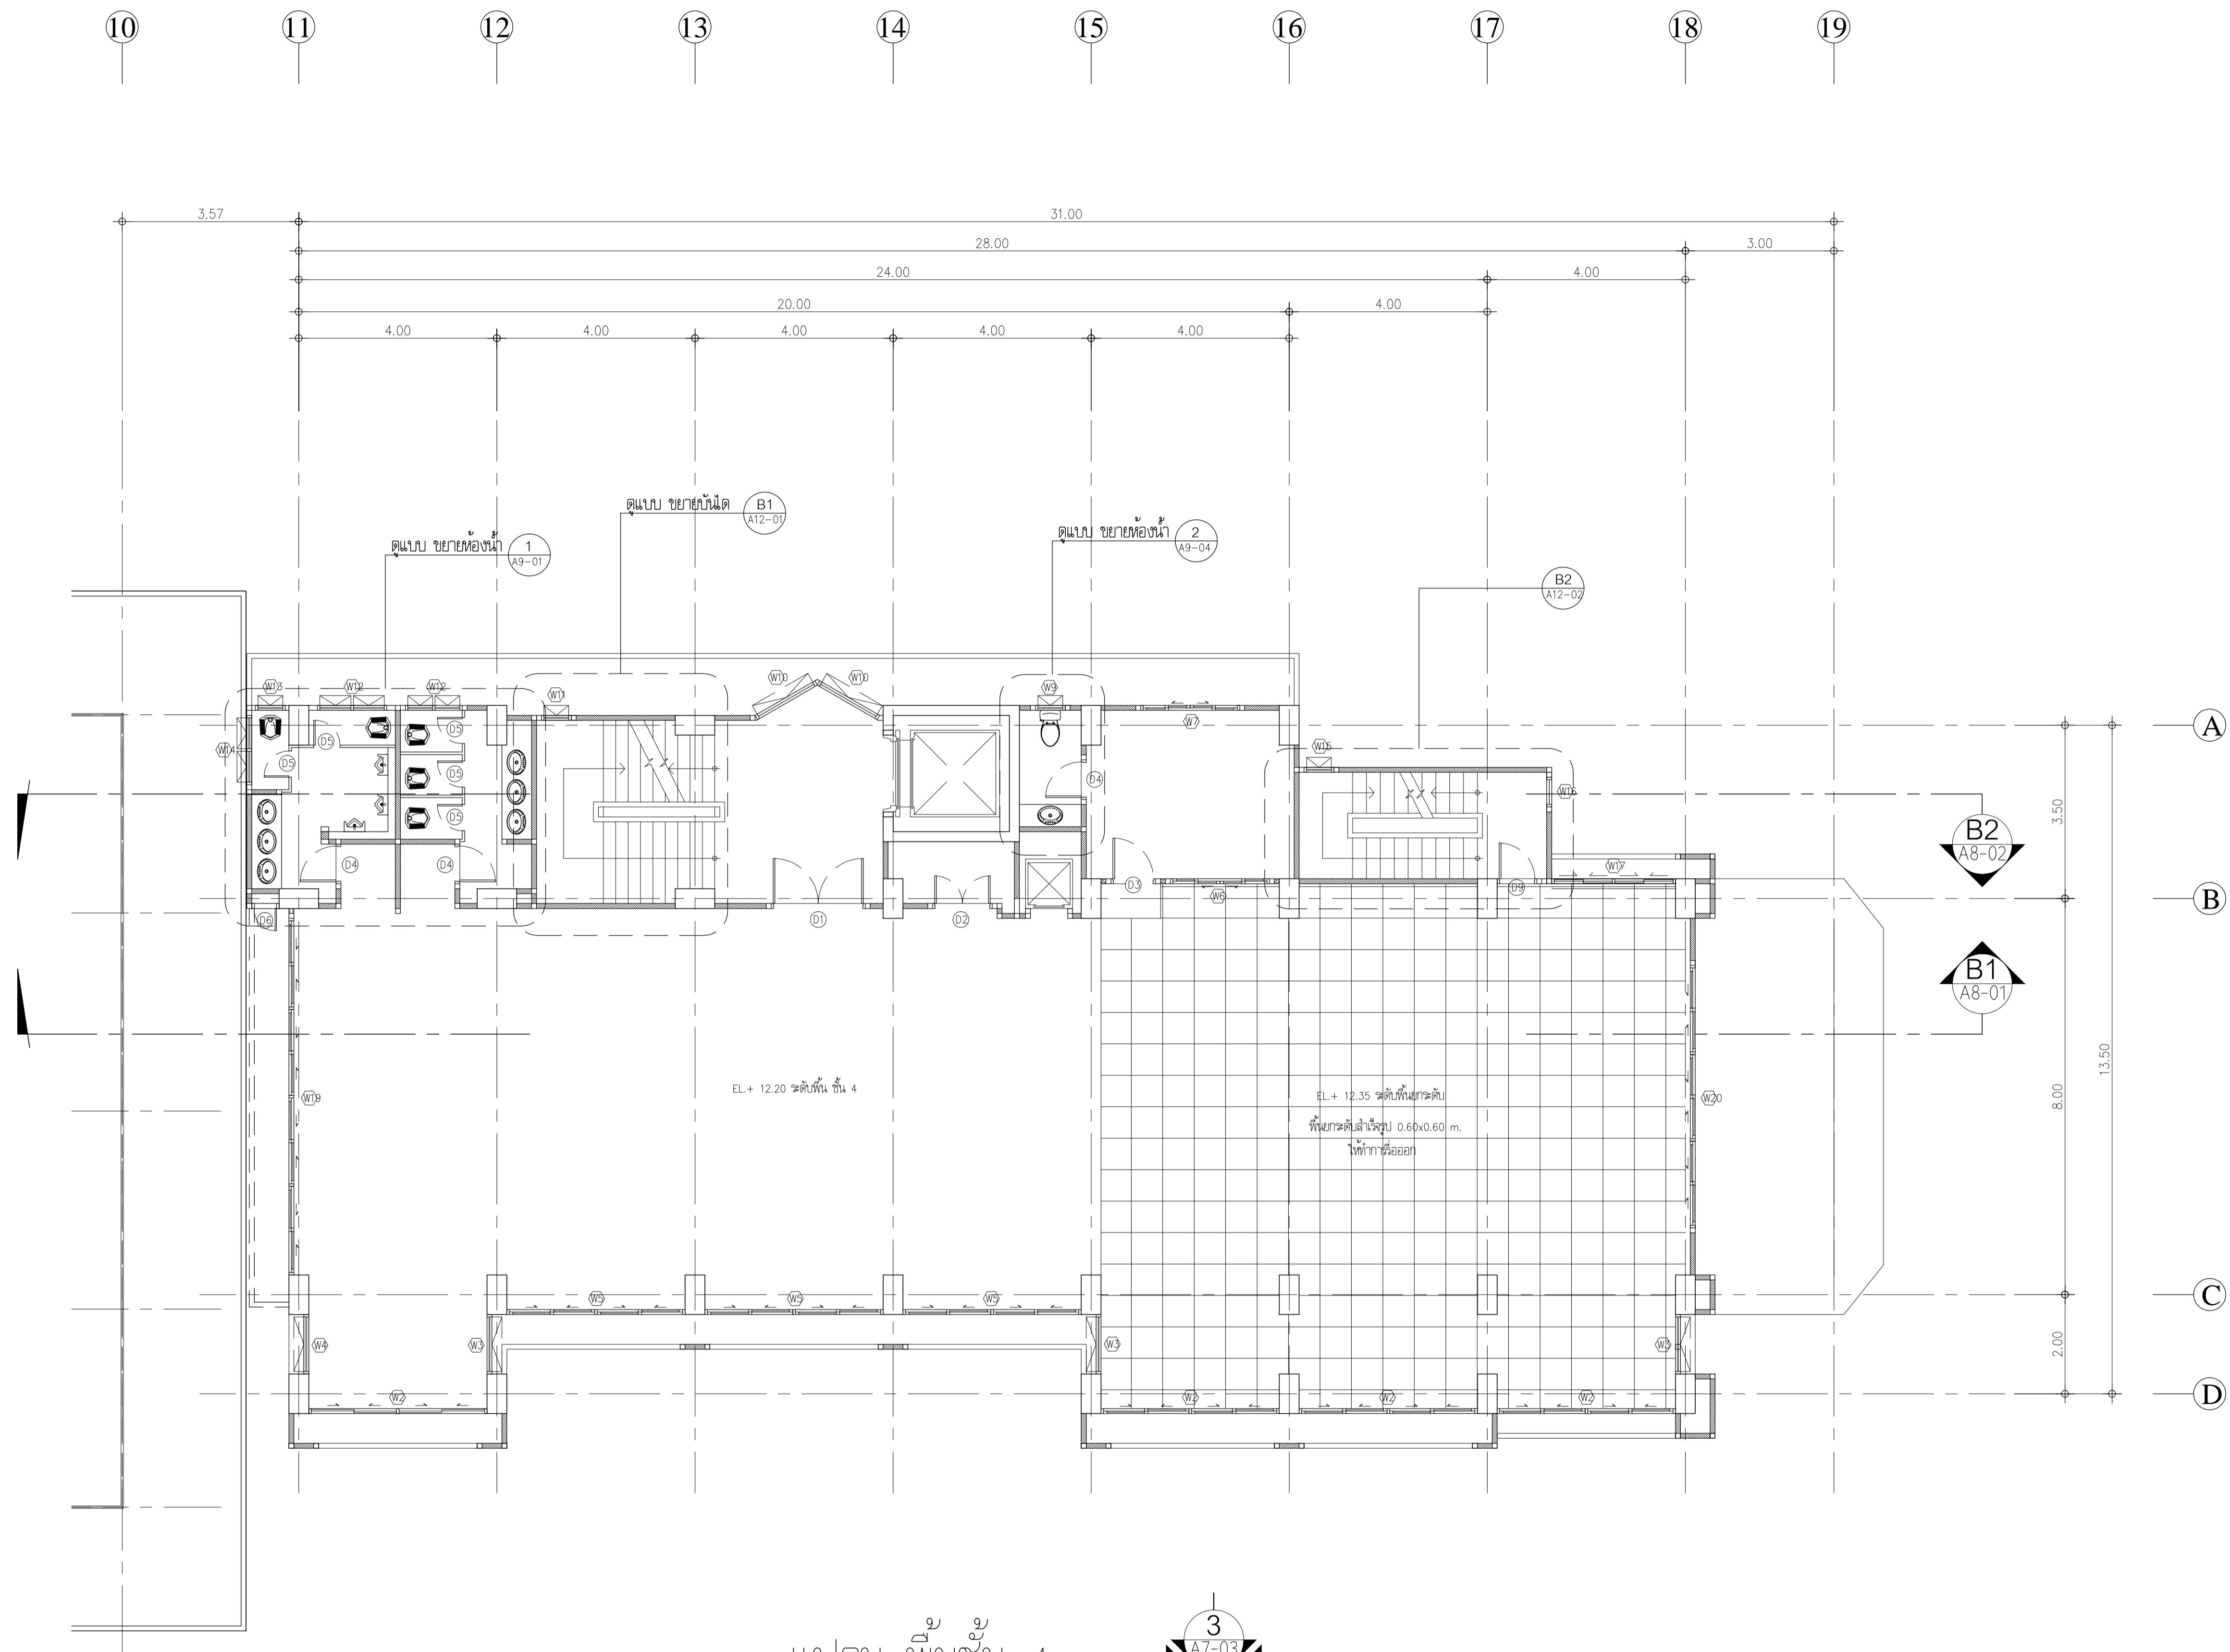 10 11 12 13 14 15 16 17 18 19
3.57 31.00
28.00 3.00
24.00 4.00
20.00 4.00
4.00 4.00 4.00 4.00 4.00
ดูแบบ ขยายบันได B1
A12-01
ดูแบบ ขยายห้องน้ำ 2
A9-04
ดูแบบ ขยายห้องน้ำ 1
A9-01
B2
A12-02
W13 W12 W12 W11 W10 W10 W9
W7 A
D5 D5
W14 D5 D5 D4 W15
W16
D5 3.50
B2
A8-02
D4 D4 W17
D3 D9
W6 B
D6 D1 D2
B1
A8-01
13.50
EL.+ 12.20 ระดับพื้น ชั้น 4
EL.+ 12.35 ระดับพื้นยกระดับ
W19 W20 8.00
พื้นยกระดับสำเร็จรูป 0.60x0.60 m.
ให้ทำการรื้อออก
W5 W5 W5 C
W4 W3 W3 W3 2.00
W2 W2 W2 W2 D
3
A7-03